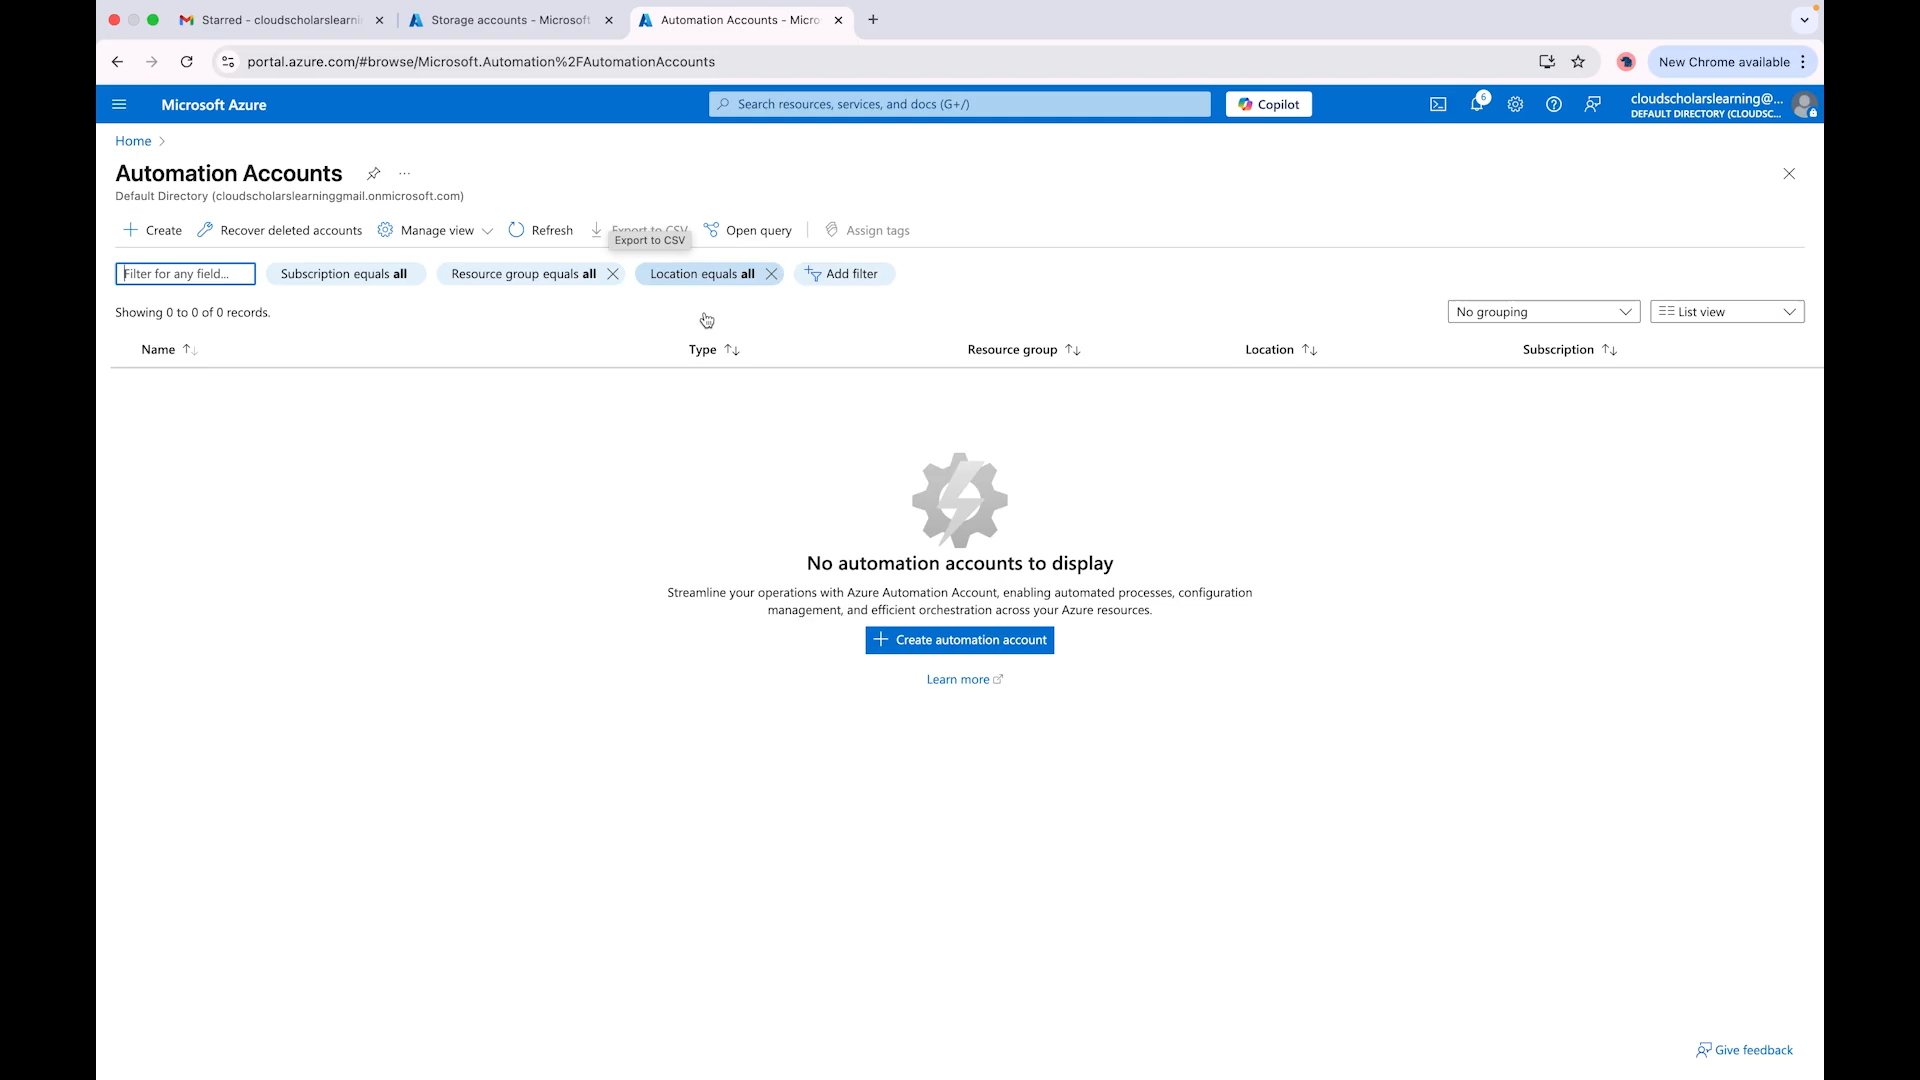 Starred - cloudscholarslearni
Storage accounts - Microsoft
Automation Accounts - Micro
portal.azure.com/#browse/Microsoft.Automation%2FAutomationAccounts
New Chrome available
Microsoft Azure
Search resources, services, and docs (G+/)
Copilot
6
cloudscholarslearning@...
DEFAULT DIRECTORY (CLOUDSC...
Home
Automation Accounts
...
Default Directory (cloudscholarslearninggmail.onmicrosoft.com)
Create
Recover deleted accounts
Manage view
Refresh
Export to CSV
Open query
Assign tags
Export to CSV
Filter for any field...
Subscription equals all
Resource group equals all
Location equals all
Add filter
Showing 0 to 0 of 0 records.
No grouping
List view
Name
Type
Resource group
Location
Subscription
No automation accounts to display
Streamline your operations with Azure Automation Account, enabling automated processes, configuration
management, and efficient orchestration across your Azure resources.
Create automation account
Learn more
Give feedback